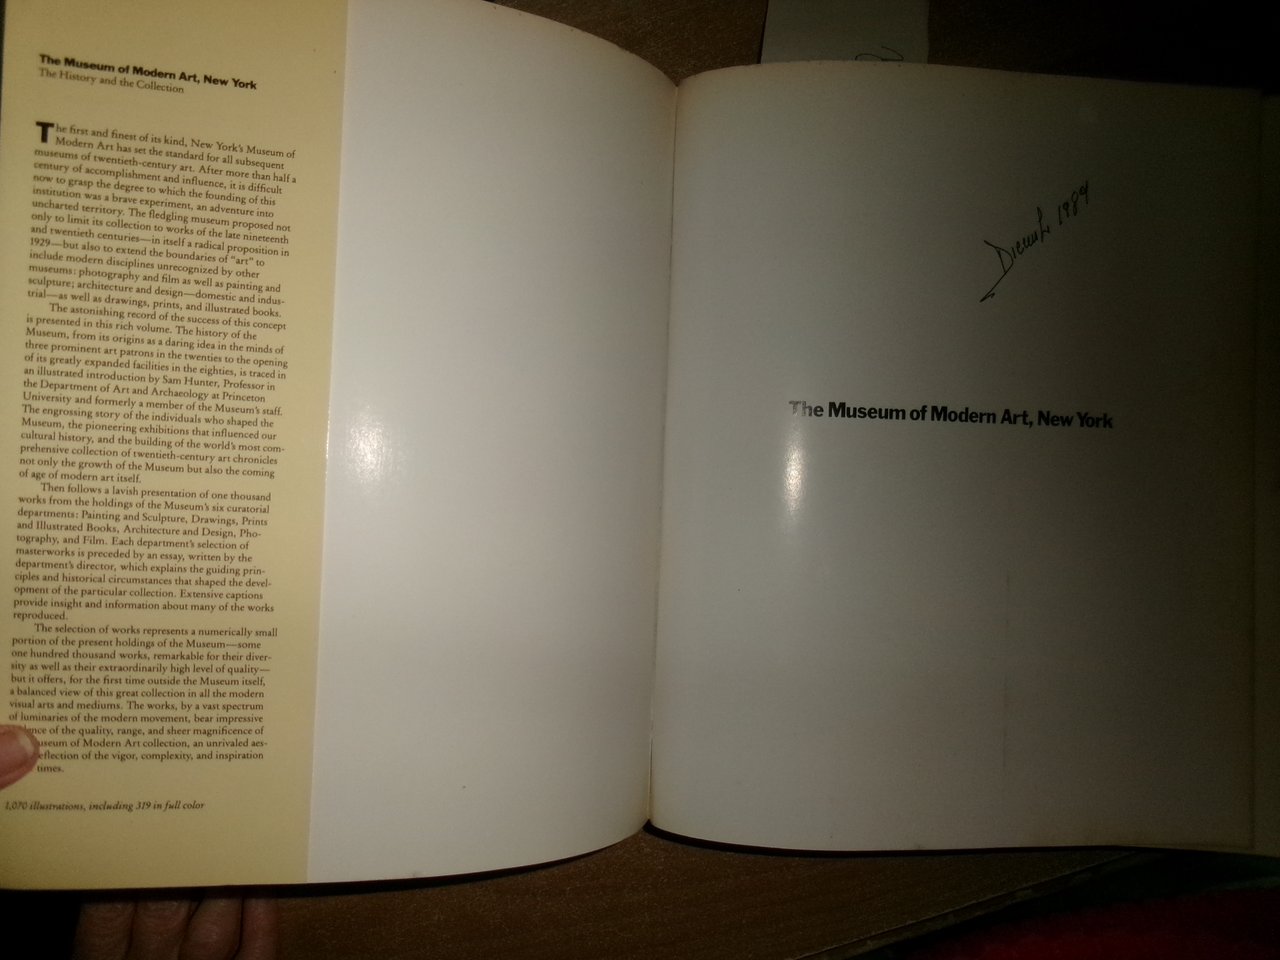 The Museum of Modern Art, New York
The History and the Collection
The first and finest of its kind, New York's Museum of
Modern Art has set the standard for all subsequent
museums of twentieth-century art. After more than half a
century of accomplishment and influence, it is difficult
now to grasp the degree to which the founding of this
institution was a brave experiment, an adventure into
uncharted territory. The fledgling museum proposed not
only to limit its collection to works of the late nineteenth
and twentieth centuries—in itself a radical proposition in
1929—but also to extend the boundaries of "art" to
include modern disciplines unrecognized by other
museums: photography and film as well as painting and
sculpture; architecture and design—domestic and indus-
trial—as well as drawings, prints, and illustrated books.
The astonishing record of the success of this concept
is presented in this rich volume. The history of the
Museum, from its origins as a daring idea in the minds of
three prominent art patrons in the twenties to the opening
of its greatly expanded facilities in the eighties, is traced in
an illustrated introduction by Sam Hunter, Professor in
the Department of Art and Archaeology at Princeton
University and formerly a member of the Museum's staff.
The engrossing story of the individuals who shaped the
Museum, the pioneering exhibitions that influenced our
cultural history, and the building of the world's most com-
prehensive collection of twentieth-century art chronicles
not only the growth of the Museum but also the coming
of age of modern art itself.
Then follows a lavish presentation of one thousand
works from the holdings of the Museum's six curatorial
departments: Painting and Sculpture, Drawings, Prints
and Illustrated Books, Architecture and Design, Pho-
tography, and Film. Each department's selection of
masterworks is preceded by an essay, written by the
department's director, which explains the guiding prin-
ciples and historical circumstances that shaped the devel-
opment of the particular collection. Extensive captions
provide insight and information about many of the works
reproduced.
The selection of works represents a numerically small
portion of the present holdings of the Museum—some
one hundred thousand works, remarkable for their diver-
sity as well as their extraordinarily high level of quality—
but it offers, for the first time outside the Museum itself,
a balanced view of this great collection in all the modern
visual arts and mediums. The works, by a vast spectrum
of luminaries of the modern movement, bear impressive
of the quality, range, and sheer magnificence of
useum of Modern Art collection, an unrivaled aes-
eflection of the vigor, complexity, and inspiration
times.
1,070 illustrations, including 319 in full color
1984
The Museum of Modern Art, New York